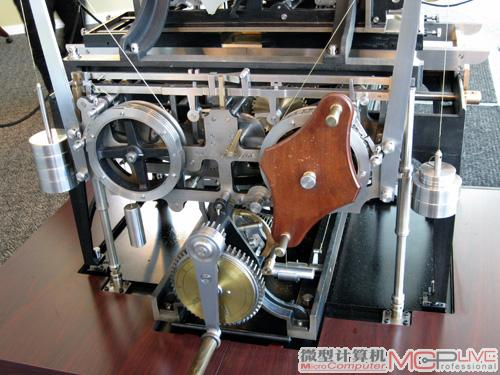 微型计算机
MicroComputer
MCPLIVE
Professional